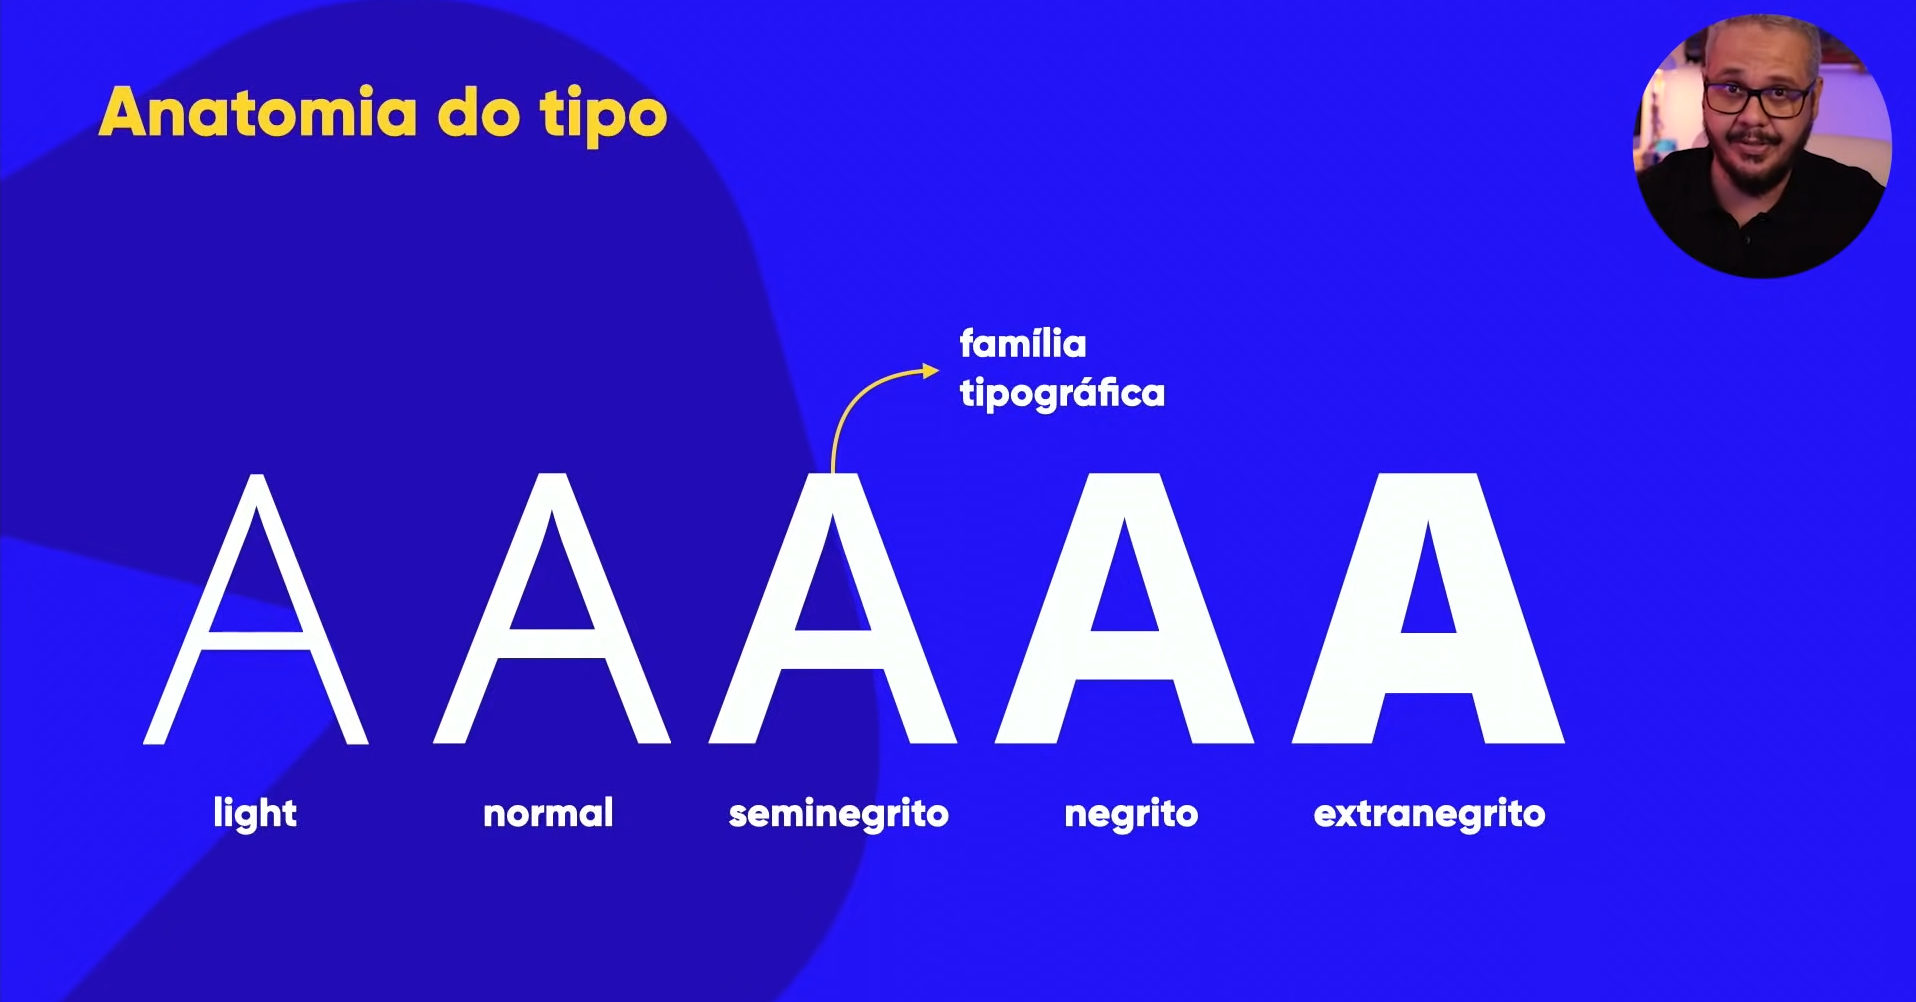 Anatomia do tipo
família
tipográfica
A A A A A
light normal seminegrito negrito extranegrito